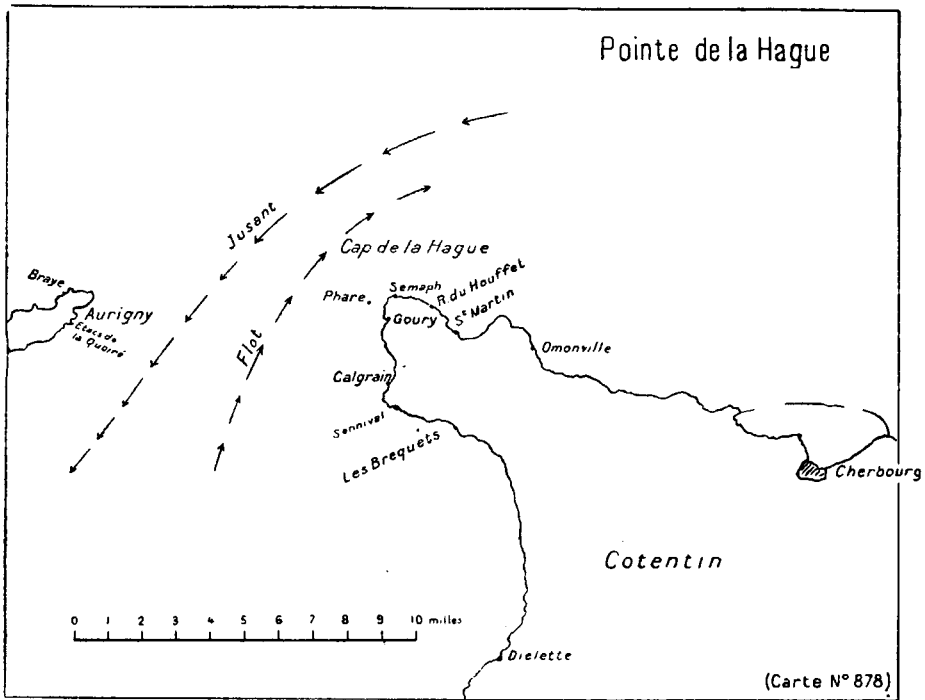 Pointe de la Hague
Jusant
Cap de la Hague
Braye
Semaph
R. du Houffet
Phare
St Martin
Aurigny
Goury
Etacs de
la Quoiré
Flot
Omonville
Calgrain
Sennival
Les Brequets
Cherbourg
Cotentin
0 1 2 3 4 5 6 7 8 9 10 milles
Dielette
(Carte N° 878)